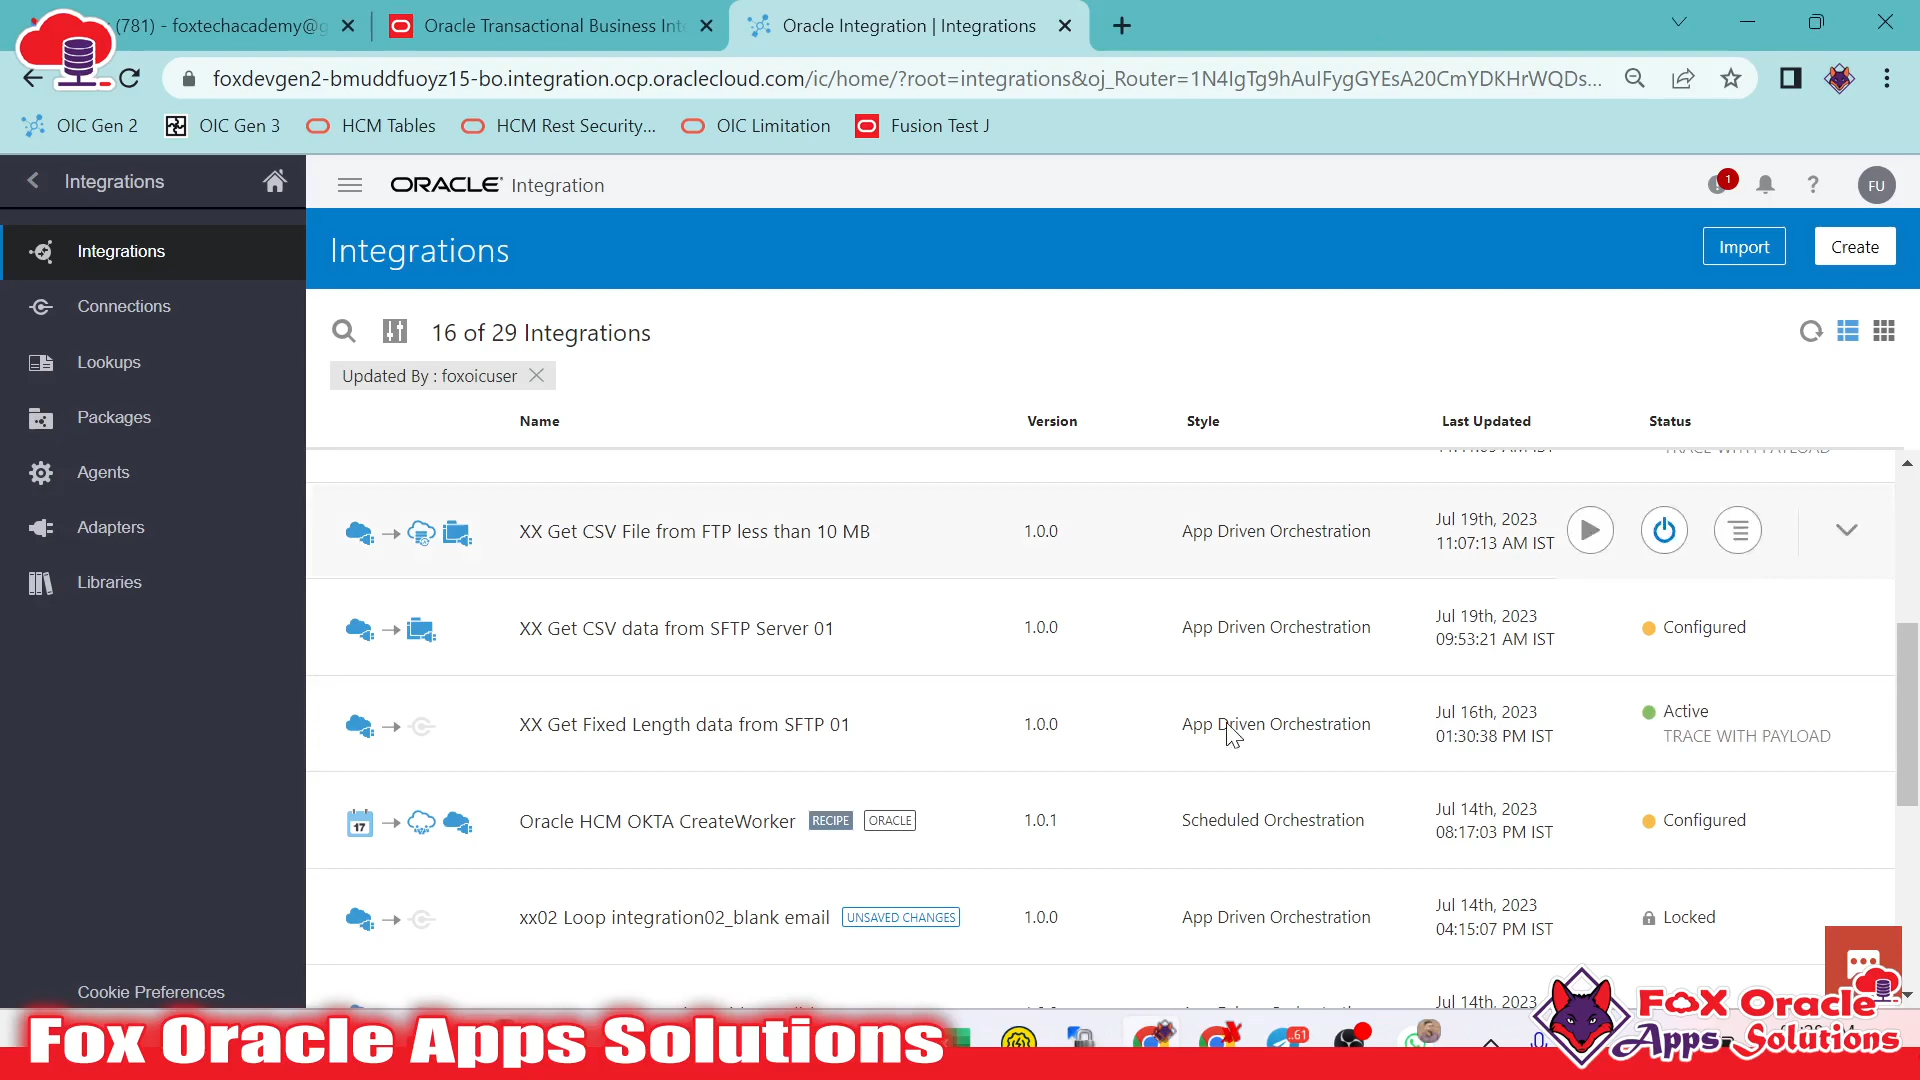 (781) - foxtechacademy@g
Oracle Transactional Business Int
Oracle Integration | Integrations
foxdevgen2-bmuddfuoyz15-bo.integration.ocp.oraclecloud.com/ic/home/?root=integrations&oj_Router=1N4IgTg9hAuIFygGYEsA20CmYDKHrWQDs...
OIC Gen 2
OIC Gen 3
HCM Tables
HCM Rest Security...
OIC Limitation
Fusion Test J
Integrations
ORACLE Integration
1
?
FU
Integrations
Connections
Lookups
Packages
Agents
Adapters
Libraries
Cookie Preferences
Integrations
Import
Create
16 of 29 Integrations
Updated By : foxoicuser
Name Version Style Last Updated Status
TRACE WITH PAYLOAD
XX Get CSV File from FTP less than 10 MB 1.0.0 App Driven Orchestration Jul 19th, 2023
11:07:13 AM IST
XX Get CSV data from SFTP Server 01 1.0.0 App Driven Orchestration Jul 19th, 2023 Configured
09:53:21 AM IST
XX Get Fixed Length data from SFTP 01 1.0.0 App Driven Orchestration Jul 16th, 2023 Active
01:30:38 PM IST TRACE WITH PAYLOAD
17 Oracle HCM OKTA CreateWorker RECIPE ORACLE 1.0.1 Scheduled Orchestration Jul 14th, 2023 Configured
08:17:03 PM IST
xx02 Loop integration02_blank email UNSAVED CHANGES 1.0.0 App Driven Orchestration Jul 14th, 2023 Locked
04:15:07 PM IST
Jul 14th, 2023
Fox Oracle Apps Solutions
61
FOX Oracle
Apps Solutions